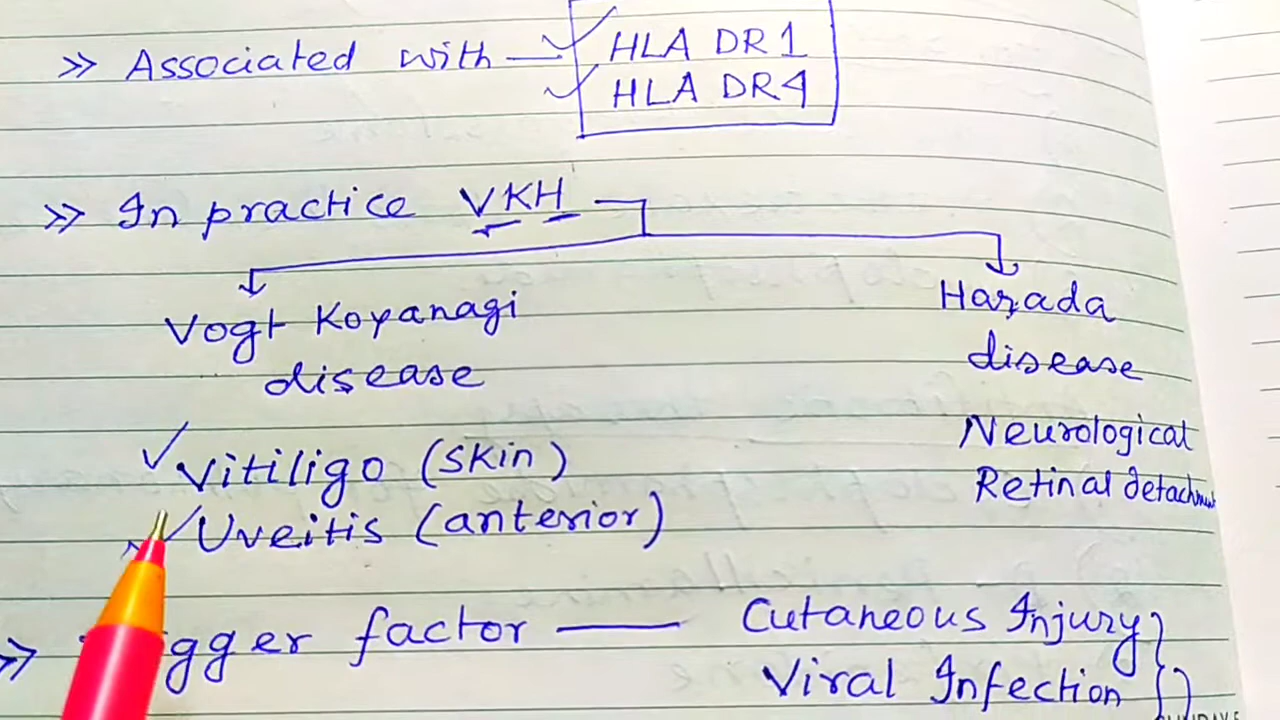 >> Associated with — ✓ HLA DR1
✓ HLA DR4
>> In practice VKH
Vogt Koyanagi disease
Harada disease
✓ Vitiligo (Skin)
✓ Uveitis (anterior)
Neurological
Retinal detachment
>> factor — Cutaneous Injury
Viral Infection